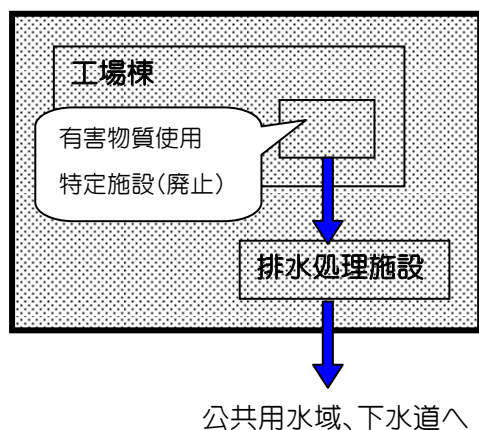 工場棟
有害物質使用
特定施設(廃止)
排水処理施設
公共用水域、下水道へ